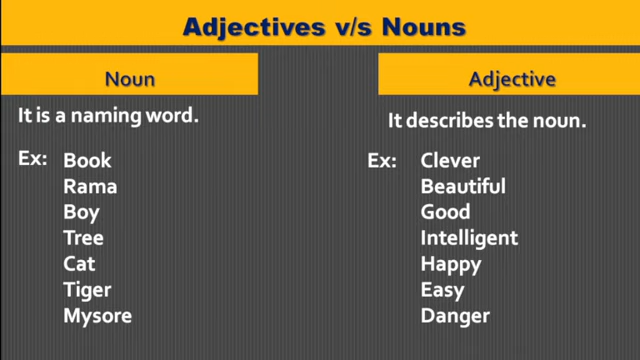 Adjectives v/s Nouns
Noun
It is a naming word.
Ex: Book
Rama
Boy
Tree
Cat
Tiger
Mysore
Adjective
It describes the noun.
Ex: Clever
Beautiful
Good
Intelligent
Happy
Easy
Danger